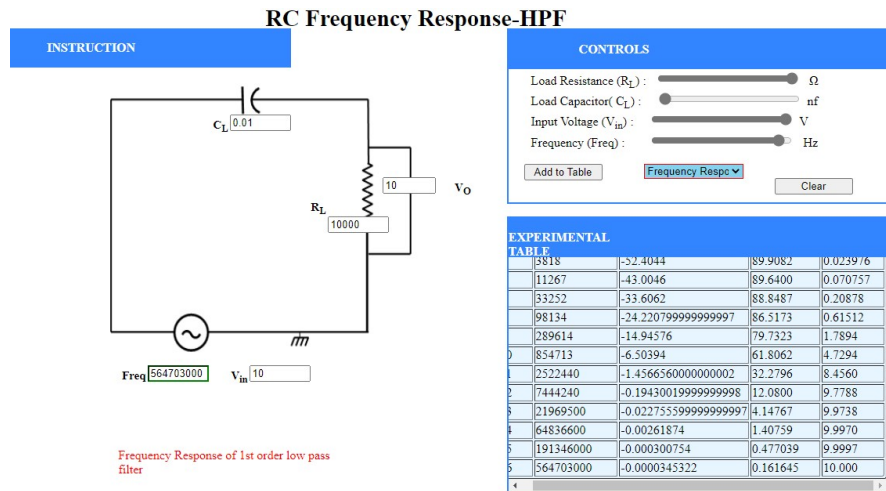 RC Frequency Response-HPF
INSTRUCTION
CONTROLS
Load Resistance (RL) : Ω
Load Capacitor( CL) : nf
Input Voltage (Vin) : V
Frequency (Freq) : Hz
Add to Table
Frequency Respc
Clear
CL 0.01
10 VO
RL
10000
Freq 564703000 Vin 10
Frequency Response of 1st order low pass
filter
EXPERIMENTAL
TABLE
3818 -52.4044 89.9082 0.023976
11267 -43.0046 89.6400 0.070757
33252 -33.6062 88.8487 0.20878
98134 -24.220799999999997 86.5173 0.61512
289614 -14.94576 79.7323 1.7894
854713 -6.50394 61.8062 4.7294
2522440 -1.4566560000000002 32.2796 8.4560
7444240 -0.19430019999999998 12.0800 9.7788
21969500 -0.022755599999999997 4.14767 9.9738
64836600 -0.00261874 1.40759 9.9970
191346000 -0.000300754 0.477039 9.9997
564703000 -0.0000345322 0.161645 10.000